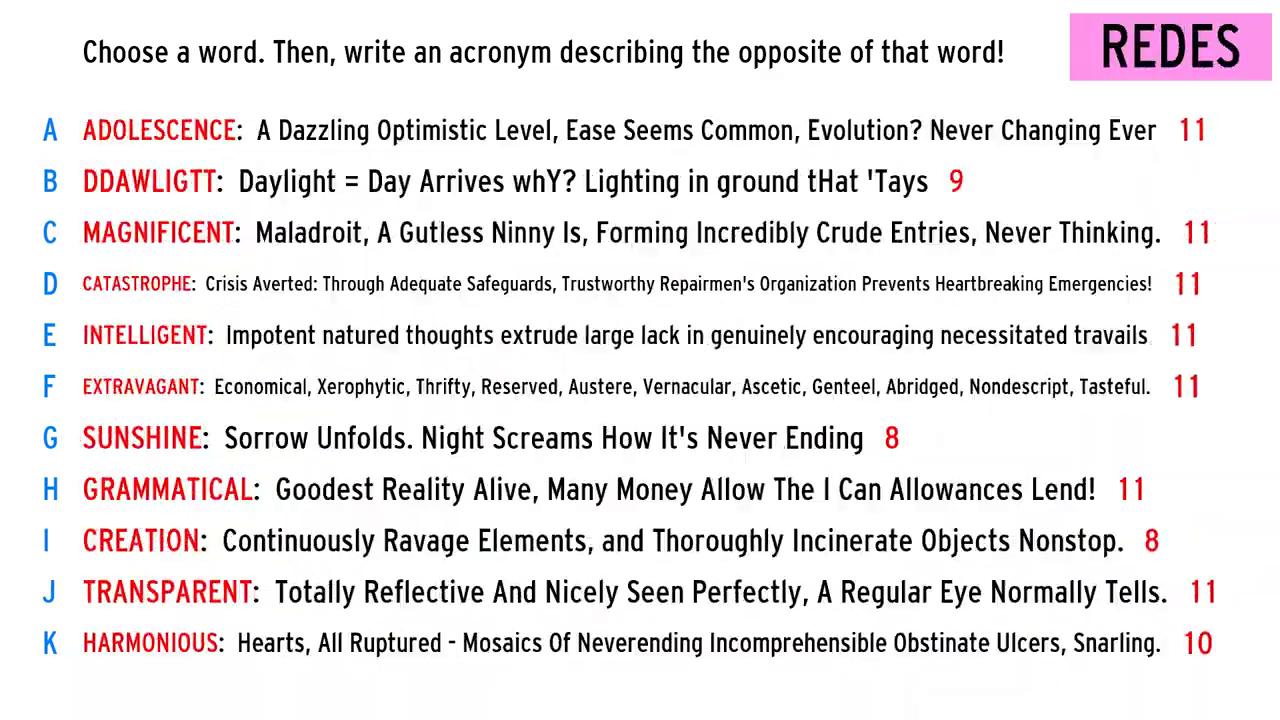 Choose a word. Then, write an acronym describing the opposite of that word!
REDES
A ADOLESCENCE: A Dazzling Optimistic Level, Ease Seems Common, Evolution? Never Changing Ever 11
B DDAWLIGTT: Daylight = Day Arrives whY? Lighting in ground tHat 'Tays 9
C MAGNIFICENT: Maladroit, A Gutless Ninny Is, Forming Incredibly Crude Entries, Never Thinking. 11
D CATASTROPHE: Crisis Averted: Through Adequate Safeguards, Trustworthy Repairmen's Organization Prevents Heartbreaking Emergencies! 11
E INTELLIGENT: Impotent natured thoughts extrude large lack in genuinely encouraging necessitated travails 11
F EXTRAVAGANT: Economical, Xerophytic, Thrifty, Reserved, Austere, Vernacular, Ascetic, Genteel, Abridged, Nondescript, Tasteful. 11
G SUNSHINE: Sorrow Unfolds. Night Screams How It's Never Ending 8
H GRAMMATICAL: Goodest Reality Alive, Many Money Allow The I Can Allowances Lend! 11
I CREATION: Continuously Ravage Elements, and Thoroughly Incinerate Objects Nonstop. 8
J TRANSPARENT: Totally Reflective And Nicely Seen Perfectly, A Regular Eye Normally Tells. 11
K HARMONIOUS: Hearts, All Ruptured - Mosaics Of Neverending Incomprehensible Obstinate Ulcers, Snarling. 10